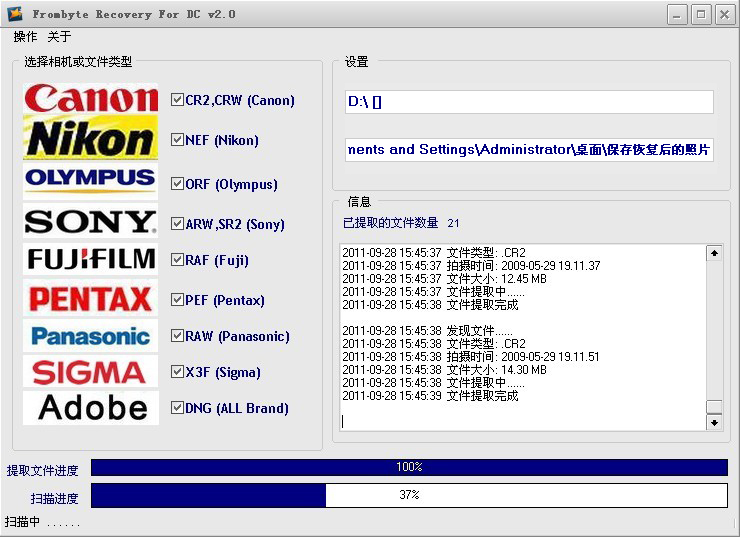 Frombyte Recovery For DC v2.0
操作 关于
选择相机或文件类型
Canon
CR2,CRW (Canon)
Nikon
NEF (Nikon)
OLYMPUS
ORF (Olympus)
SONY
ARW,SR2 (Sony)
FUJIFILM
RAF (Fuji)
PENTAX
PEF (Pentax)
Panasonic
RAW (Panasonic)
SIGMA
X3F (Sigma)
Adobe
DNG (ALL Brand)
设置
D:\ []
nents and Settings\Administrator\桌面\保存恢复后的照片
信息
已提取的文件数量 21
2011-09-28 15:45:37 文件类型: .CR2
2011-09-28 15:45:37 拍摄时间: 2009-05-29 19.11.37
2011-09-28 15:45:37 文件大小: 12.45 MB
2011-09-28 15:45:37 文件提取中......
2011-09-28 15:45:38 文件提取完成
2011-09-28 15:45:38 发现文件......
2011-09-28 15:45:38 文件类型: .CR2
2011-09-28 15:45:38 拍摄时间: 2009-05-29 19.11.51
2011-09-28 15:45:38 文件大小: 14.30 MB
2011-09-28 15:45:38 文件提取中......
2011-09-28 15:45:39 文件提取完成
提取文件进度 100%
扫描进度 37%
扫描中 ......